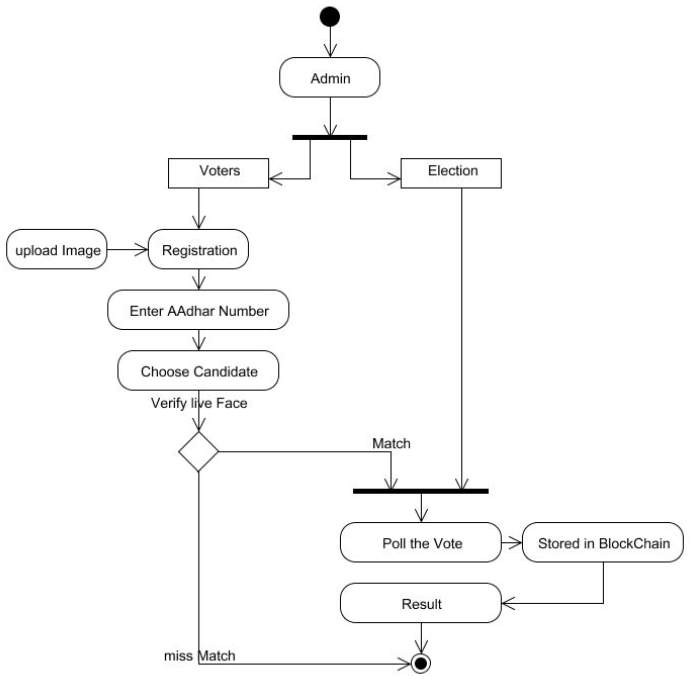 Admin
Voters
Election
upload Image
Registration
Enter AAdhar Number
Choose Candidate
Verify live Face
Match
Poll the Vote
Stored in BlockChain
Result
miss Match